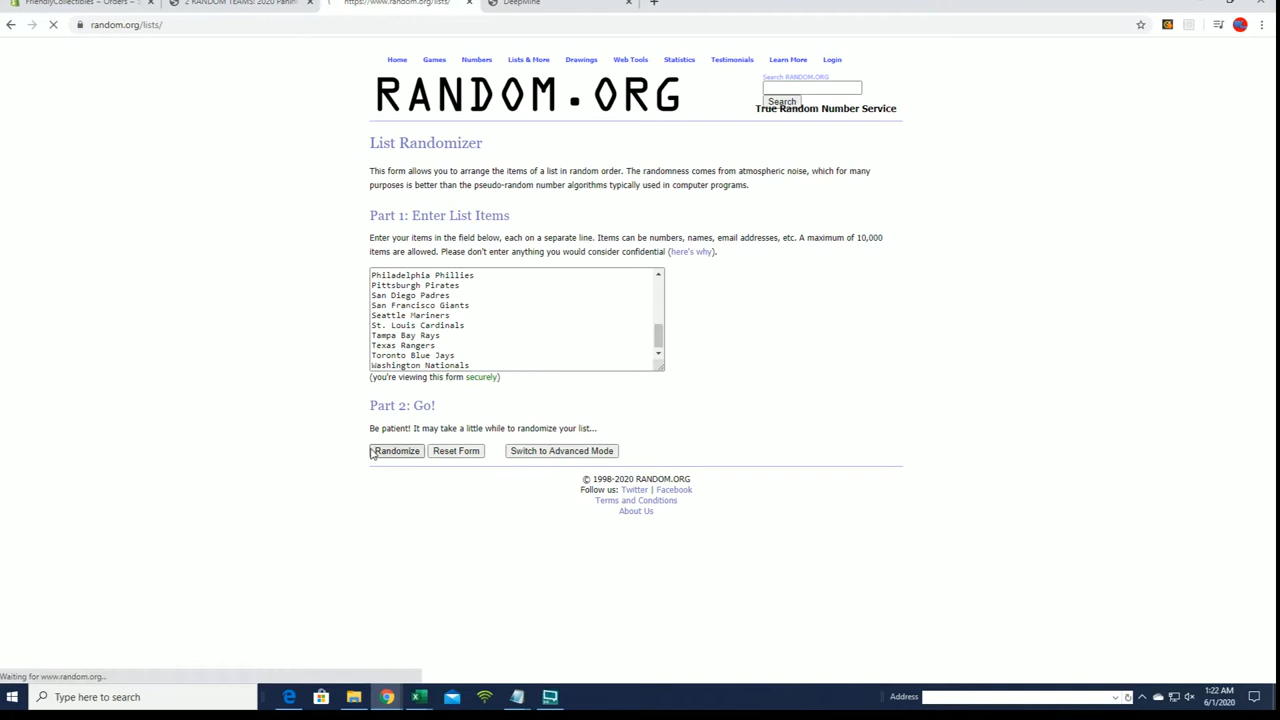 FriendlyCollectibles ~ Orders ~
2 RANDOM TEAMS: 2020 Panini
https://www.random.org/lists/
DeepMine
random.org/lists/
Home Games Numbers Lists & More Drawings Web Tools Statistics Testimonials Learn More Login
RANDOM.ORG
Search RANDOM.ORG
Search
True Random Number Service
List Randomizer
This form allows you to arrange the items of a list in random order. The randomness comes from atmospheric noise, which for many
purposes is better than the pseudo-random number algorithms typically used in computer programs.
Part 1: Enter List Items
Enter your items in the field below, each on a separate line. Items can be numbers, names, email addresses, etc. A maximum of 10,000
items are allowed. Please don't enter anything you would consider confidential (here's why).
Philadelphia Phillies
Pittsburgh Pirates
San Diego Padres
San Francisco Giants
Seattle Mariners
St. Louis Cardinals
Tampa Bay Rays
Texas Rangers
Toronto Blue Jays
Washington Nationals
(you're viewing this form securely)
Part 2: Go!
Be patient! It may take a little while to randomize your list...
Randomize Reset Form Switch to Advanced Mode
© 1998-2020 RANDOM.ORG
Follow us: Twitter | Facebook
Terms and Conditions
About Us
Waiting for www.random.org...
Type here to search
Address
1:22 AM
6/1/2020